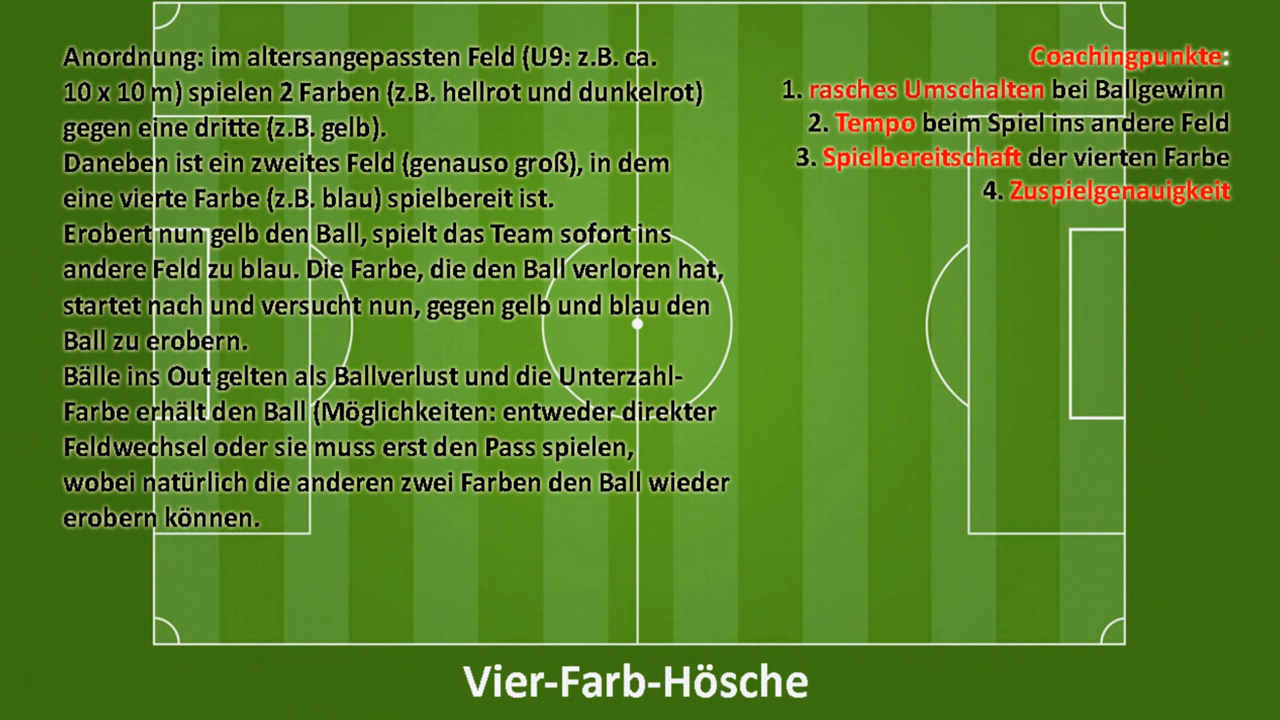 Anordnung: im altersangepassten Feld (U9: z.B. ca.
10 x 10 m) spielen 2 Farben (z.B. hellrot und dunkelrot)
gegen eine dritte (z.B. gelb).
Daneben ist ein zweites Feld (genauso groß), in dem
eine vierte Farbe (z.B. blau) spielbereit ist.
Erobert nun gelb den Ball, spielt das Team sofort ins
andere Feld zu blau. Die Farbe, die den Ball verloren hat,
startet nach und versucht nun, gegen gelb und blau den
Ball zu erobern.
Bälle ins Out gelten als Ballverlust und die Unterzahl-
Farbe erhält den Ball (Möglichkeiten: entweder direkter
Feldwechsel oder sie muss erst den Pass spielen,
wobei natürlich die anderen zwei Farben den Ball wieder
erobern können.
Coachingpunkte:
1. rasches Umschalten bei Ballgewinn
2. Tempo beim Spiel ins andere Feld
3. Spielbereitschaft der vierten Farbe
4. Zuspielgenauigkeit
Vier-Farb-Hösche